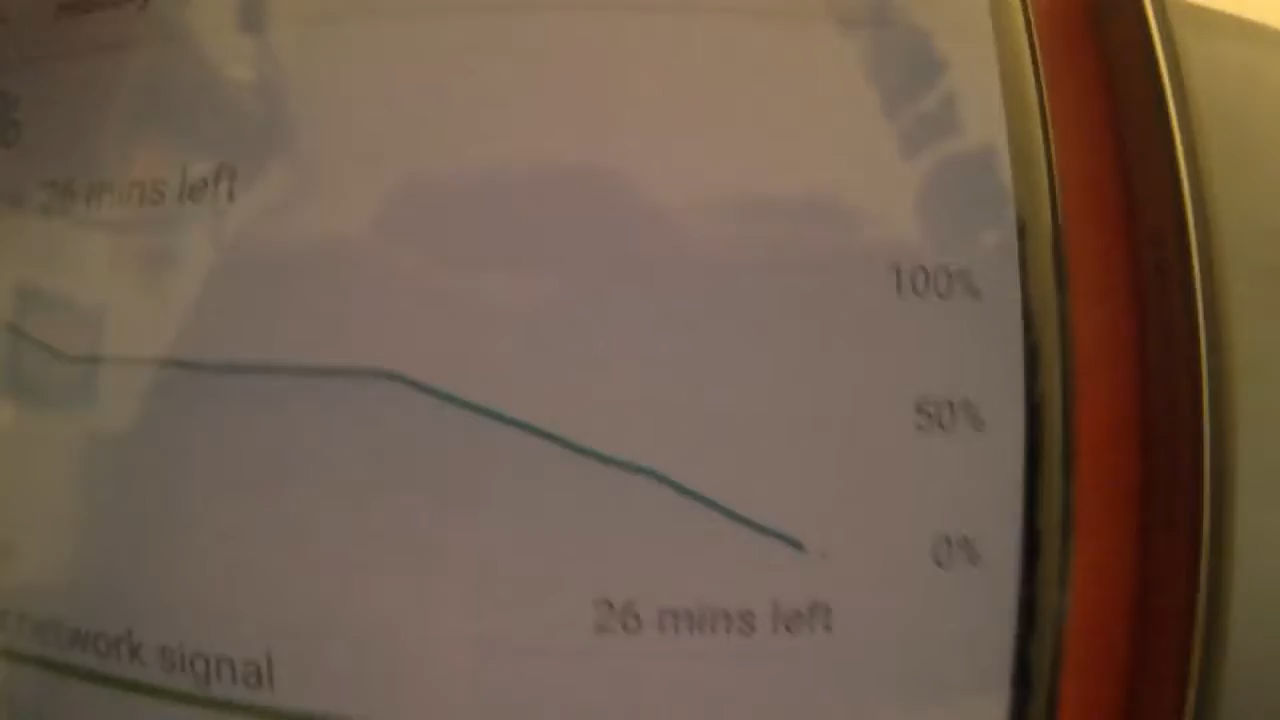 26 mins left
100%
50%
0%
26 mins left
network signal